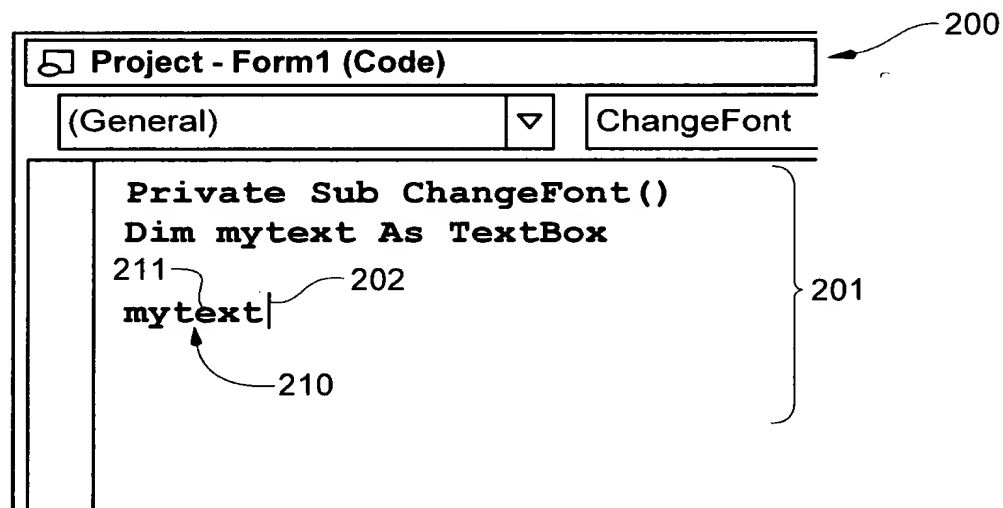 200
Project - Form1 (Code)
(General) ChangeFont
Private Sub ChangeFont()
Dim mytext As TextBox
211 202
201
mytext
210